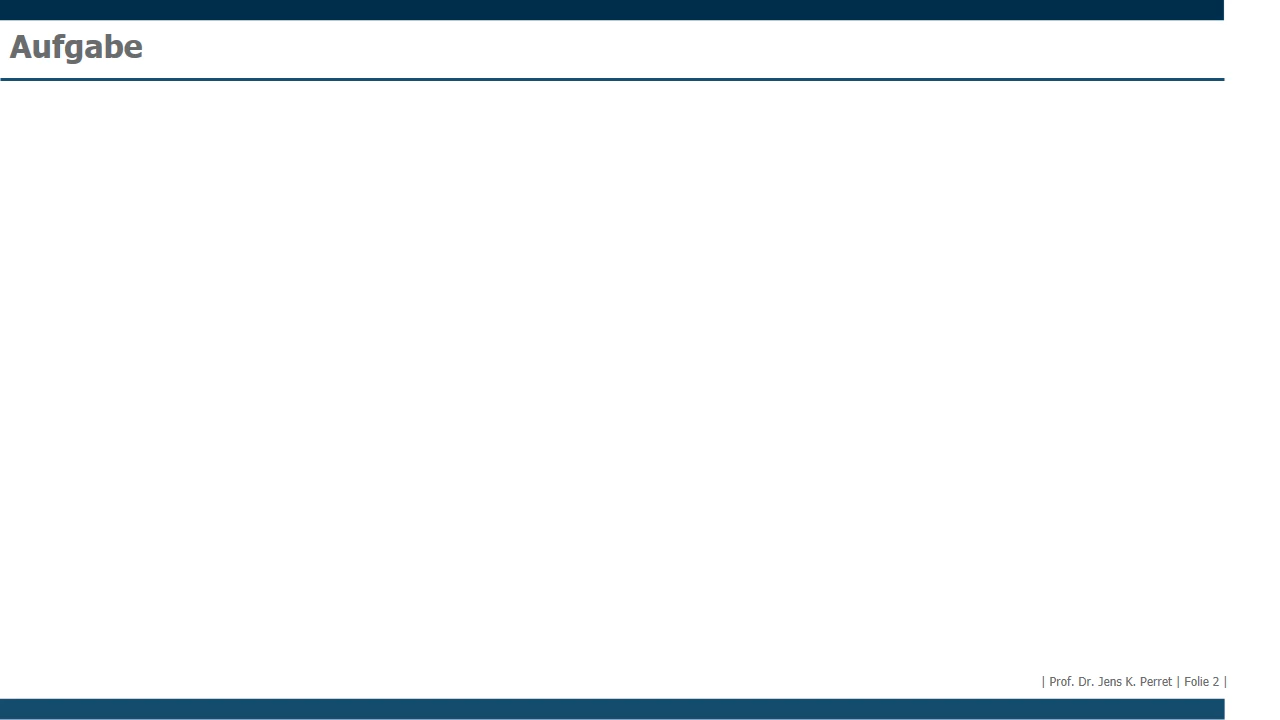 Aufgabe
| Prof. Dr. Jens K. Perret | Folie 2 |